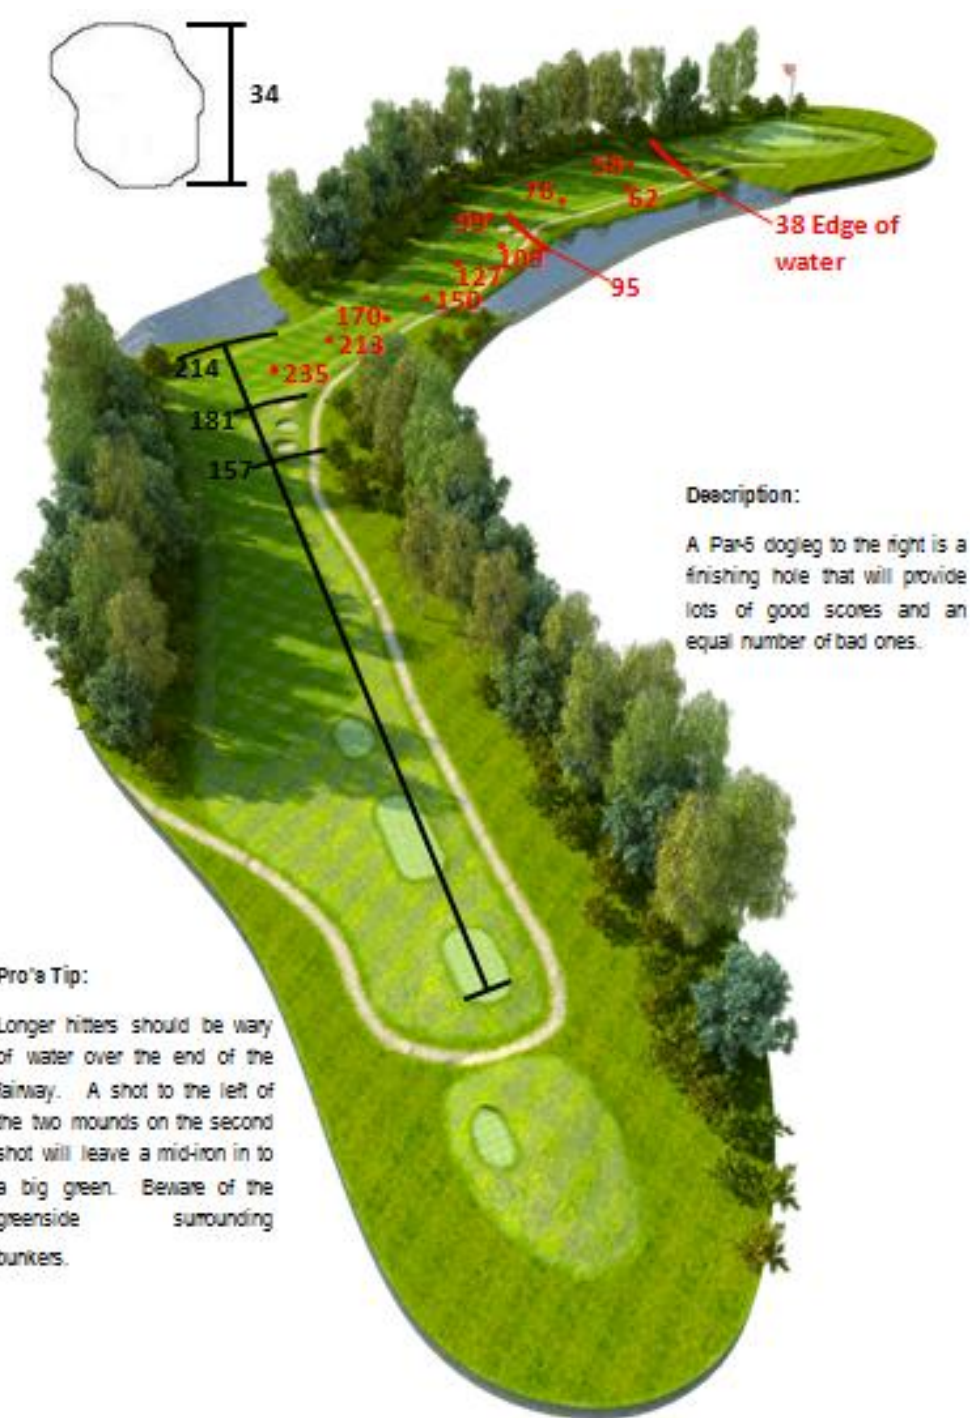 34
58
62
99
38 Edge of
water
127
95
150
170
213
214
235
181
157
Description:
A Par-5 dogleg to the right is a
finishing hole that will provide
lots of good scores and an
equal number of bad ones.
Pro's Tip:
Longer hitters should be wary
of water over the end of the
fairway. A shot to the left of
the two mounds on the second
shot will leave a mid-iron in to
a big green. Beware of the
greenside surrounding
bunkers.